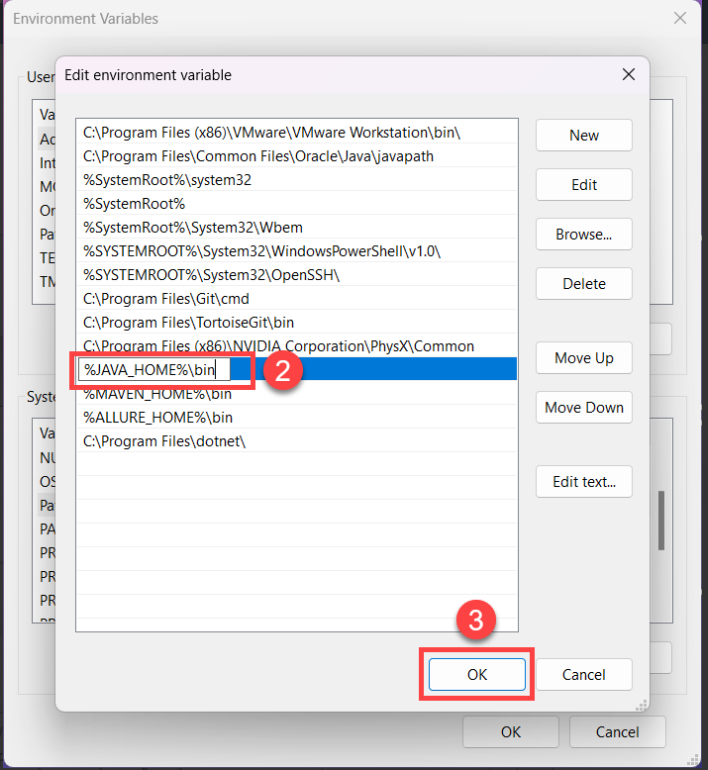 Environment Variables
User
Edit environment variable
Va
Ac
Int
MO
On
Pa
TE
TM
C:\Program Files (x86)\VMware\VMware Workstation\bin\
C:\Program Files\Common Files\Oracle\Java\javapath
%SystemRoot%\system32
%SystemRoot%
%SystemRoot%\System32\Wbem
%SYSTEMROOT%\System32\WindowsPowerShell\v1.0\
%SYSTEMROOT%\System32\OpenSSH\
C:\Program Files\Git\cmd
C:\Program Files\TortoiseGit\bin
C:\Program Files (x86)\NVIDIA Corporation\PhysX\Common
%JAVA_HOME%\bin
2
%MAVEN_HOME%\bin
%ALLURE_HOME%\bin
C:\Program Files\dotnet\
New
Edit
Browse...
Delete
Move Up
Move Down
Edit text...
Syste
Va
NU
OS
Pa
PA
PR
PR
PR
3
OK
Cancel
OK
Cancel